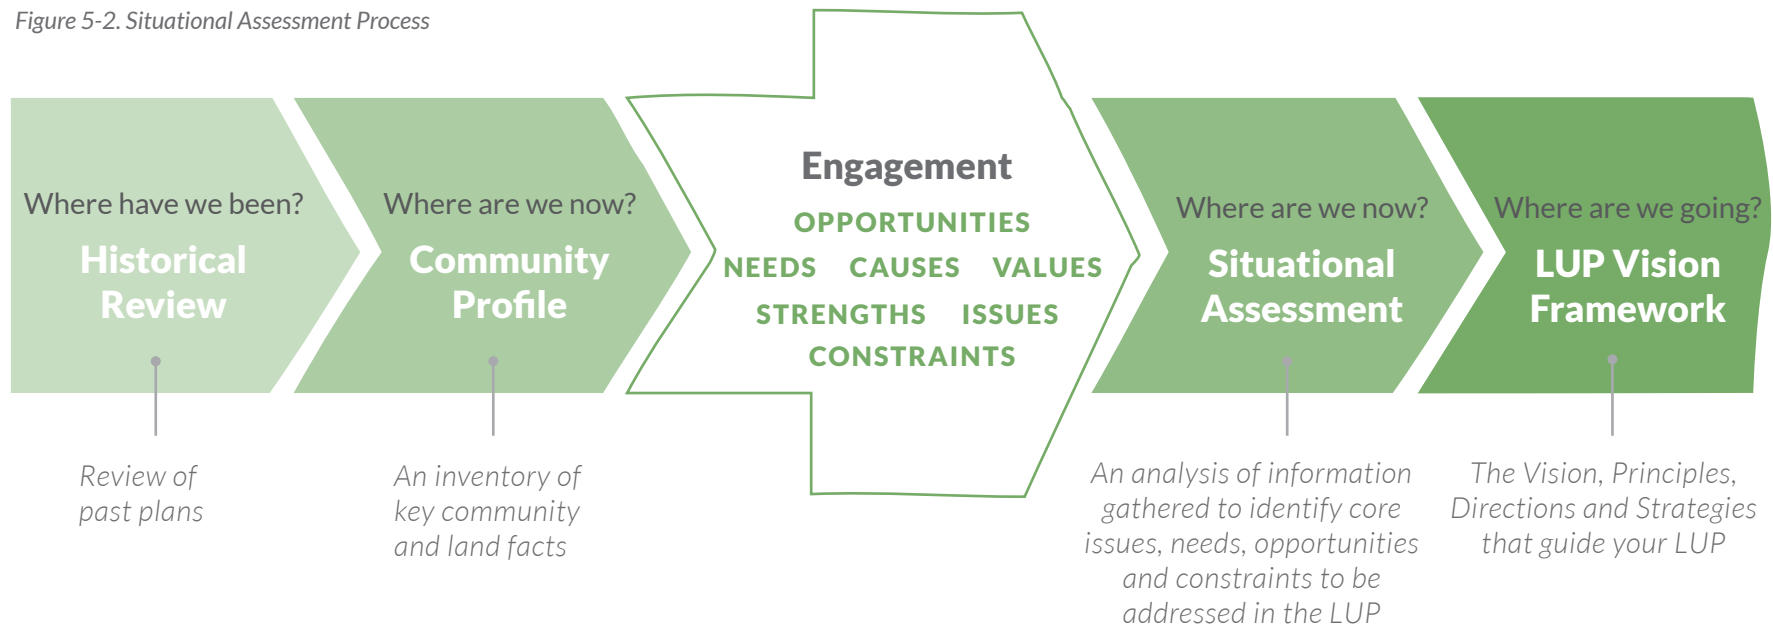 Figure 5-2. Situational Assessment Process
Where have we been?
Historical
Review
Review of
past plans
Where are we now?
Community
Profile
An inventory of
key community
and land facts
Engagement
OPPORTUNITIES
NEEDS CAUSES VALUES
STRENGTHS ISSUES
CONSTRAINTS
Where are we now?
Situational
Assessment
An analysis of information
gathered to identify core
issues, needs, opportunities
and constraints to be
addressed in the LUP
Where are we going?
LUP Vision
Framework
The Vision, Principles,
Directions and Strategies
that guide your LUP